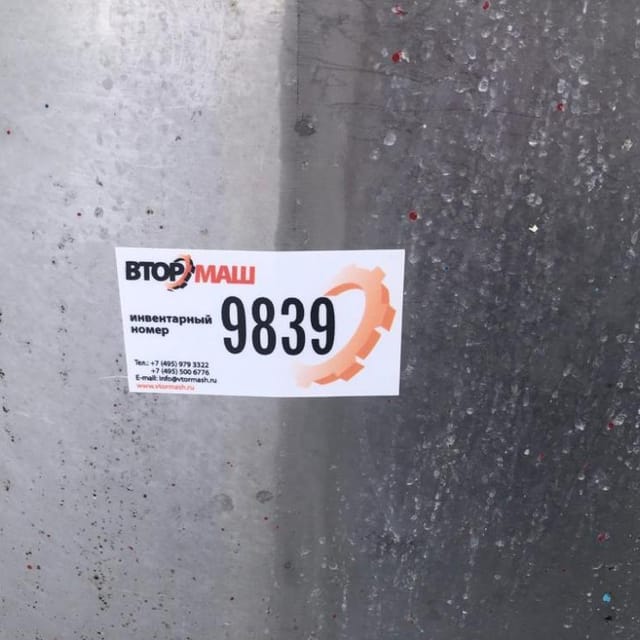 ВТОРМАШ
инвентарный
номер
9839
Тел.: +7 (495) 979 3322
+7 (495) 500 6776
E-mail: info@vtormash.ru
www.vtormash.ru